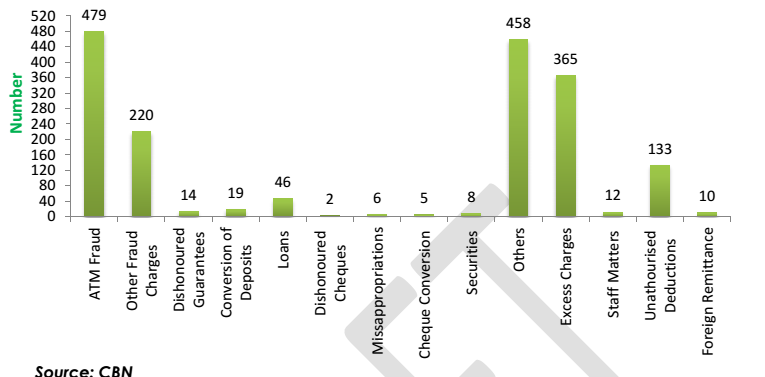 Number
520
480
440
400
360
320
280
240
200
160
120
80
40
0
479
220
14
19
46
2
6
5
8
458
365
12
133
10
ATM Fraud
Other Fraud
Charges
Dishonoured
Guarantees
Conversion of
Deposits
Loans
Dishonoured
Cheques
Missappropriations
Cheque Conversion
Securities
Others
Excess Charges
Staff Matters
Unathourised
Deductions
Foreign Remittance
Source: CBN